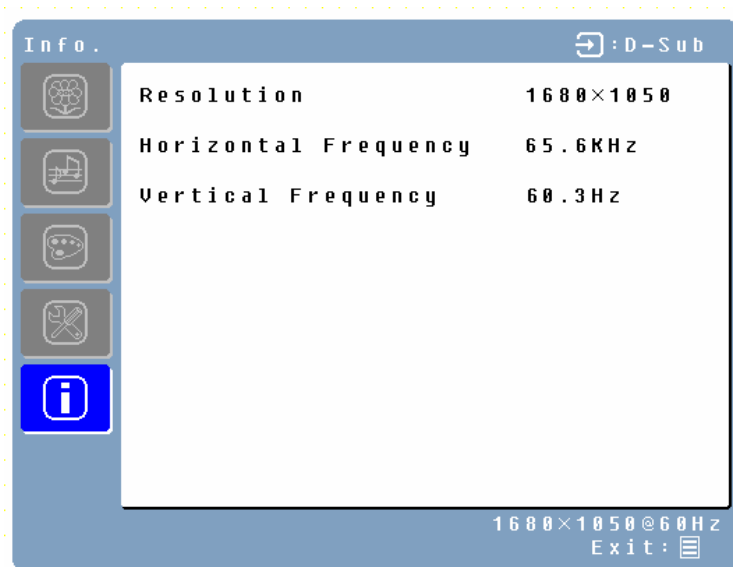 Info. :D-Sub
Resolution 1680×1050
Horizontal Frequency 65.6KHz
Vertical Frequency 60.3Hz
1680×1050@60Hz
Exit: